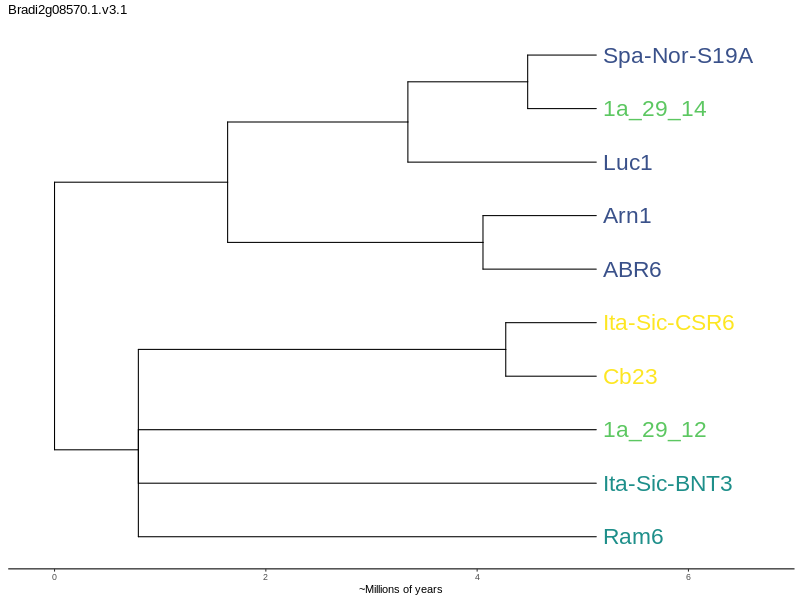 Bradi2g08570.1.v3.1
Spa-Nor-S19A
1a_29_14
Luc1
Arn1
ABR6
Ita-Sic-CSR6
Cb23
1a_29_12
Ita-Sic-BNT3
Ram6
0 2 4 6
~Millions of years